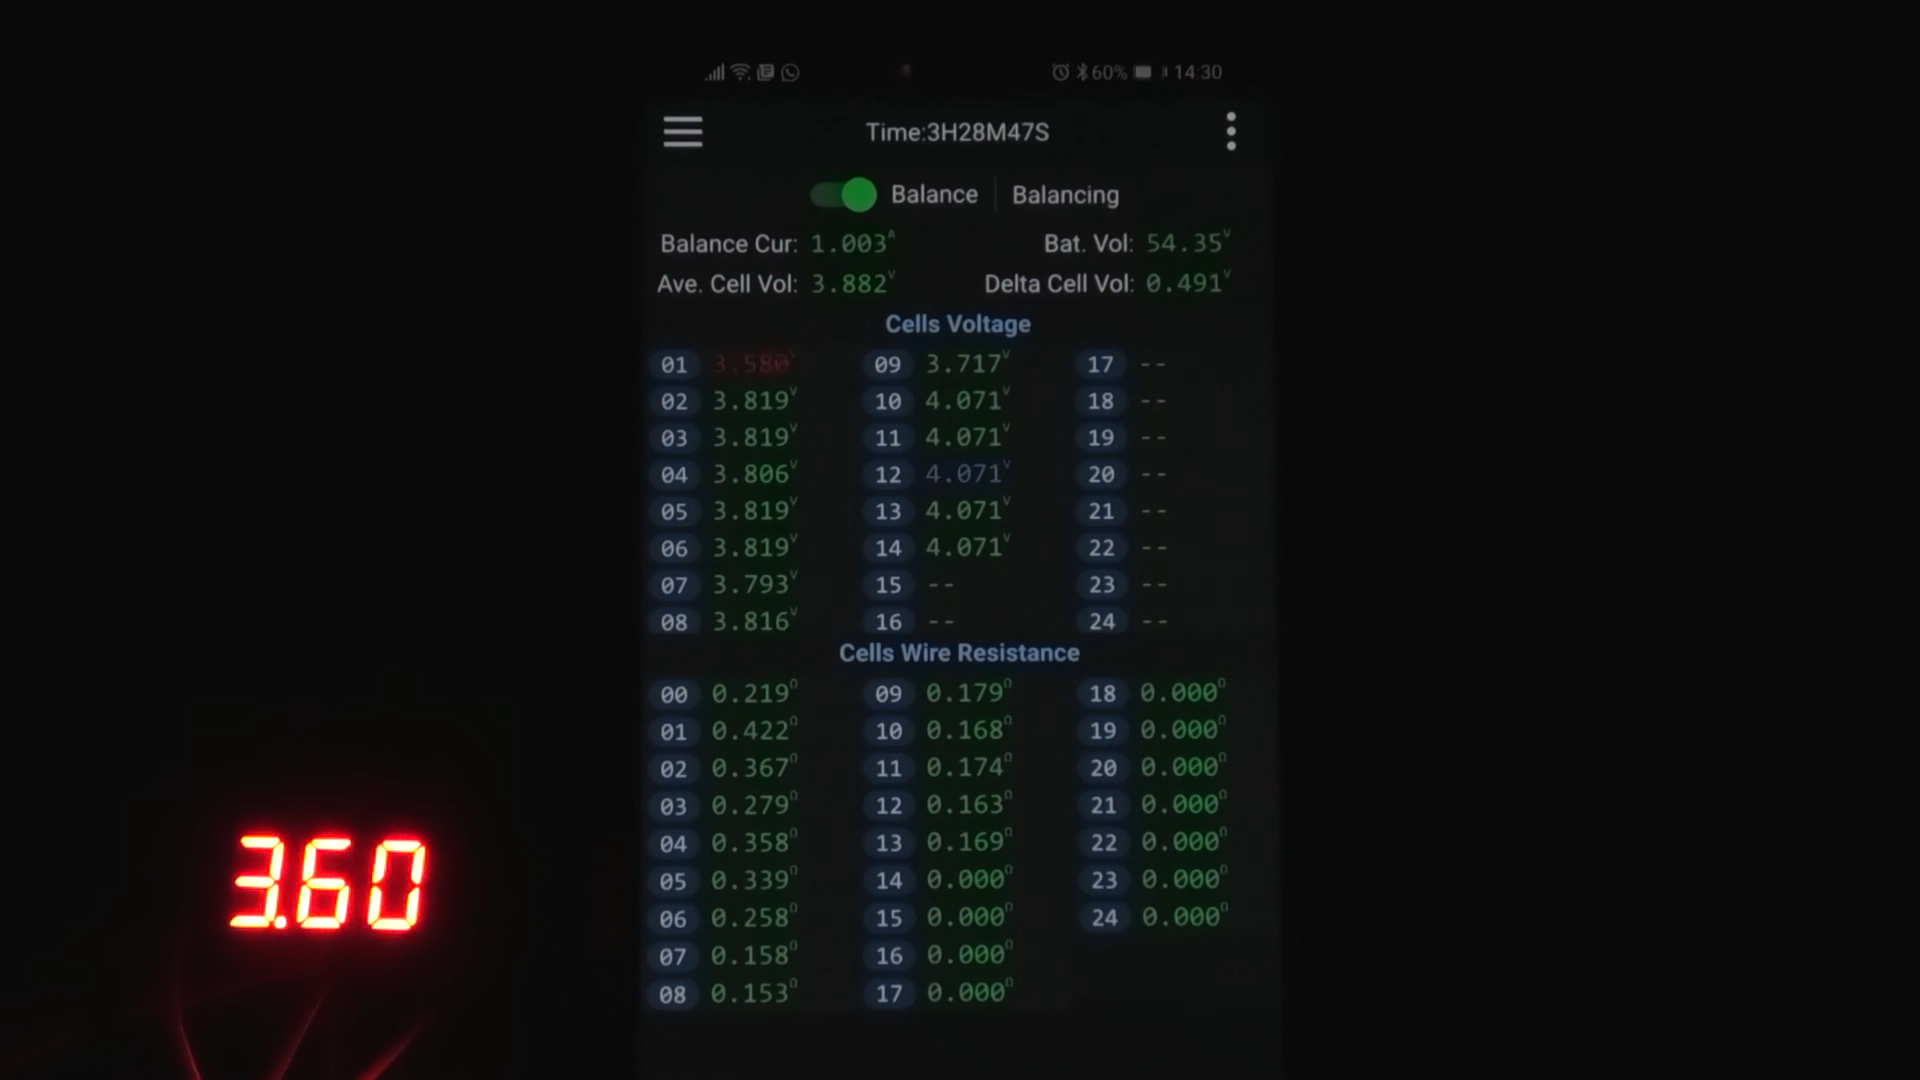 60% 14:30
Time:3H28M47S
Balance Balancing
Balance Cur: 1.003A Bat. Vol: 54.35V
Ave. Cell Vol: 3.882V Delta Cell Vol: 0.491V
Cells Voltage
01 3.580V 09 3.717V 17 --
02 3.819V 10 4.071V 18 --
03 3.819V 11 4.071V 19 --
04 3.806V 12 4.071V 20 --
05 3.819V 13 4.071V 21 --
06 3.819V 14 4.071V 22 --
07 3.793V 15 -- 23 --
08 3.816V 16 -- 24 --
Cells Wire Resistance
00 0.219Ω 09 0.179Ω 18 0.000Ω
01 0.422Ω 10 0.168Ω 19 0.000Ω
02 0.367Ω 11 0.174Ω 20 0.000Ω
03 0.279Ω 12 0.163Ω 21 0.000Ω
04 0.358Ω 13 0.169Ω 22 0.000Ω
05 0.339Ω 14 0.000Ω 23 0.000Ω
06 0.258Ω 15 0.000Ω 24 0.000Ω
07 0.158Ω 16 0.000Ω
08 0.153Ω 17 0.000Ω
3.60